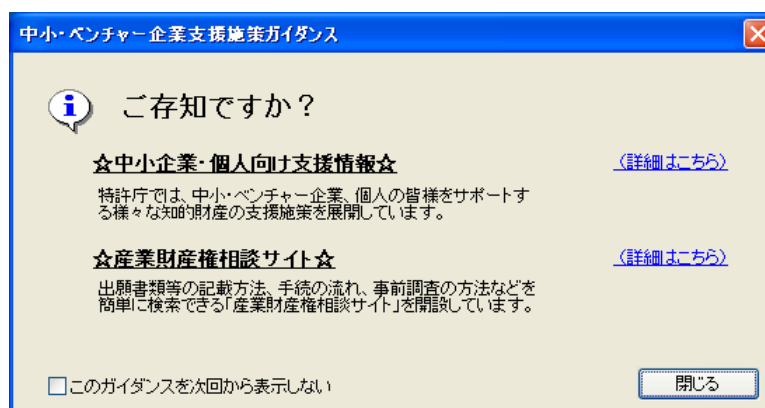 中小・ベンチャー企業支援施策ガイダンス
ご存知ですか？
☆中小企業・個人向け支援情報☆
（詳細はこちら）
特許庁では、中小・ベンチャー企業、個人の皆様をサポートす
る様々な知的財産の支援施策を展開しています。
☆産業財産権相談サイト☆
（詳細はこちら）
出願書類等の記載方法、手続の流れ、事前調査の方法などを
簡単に検索できる「産業財産権相談サイト」を開設しています。
このガイダンスを次回から表示しない
閉じる